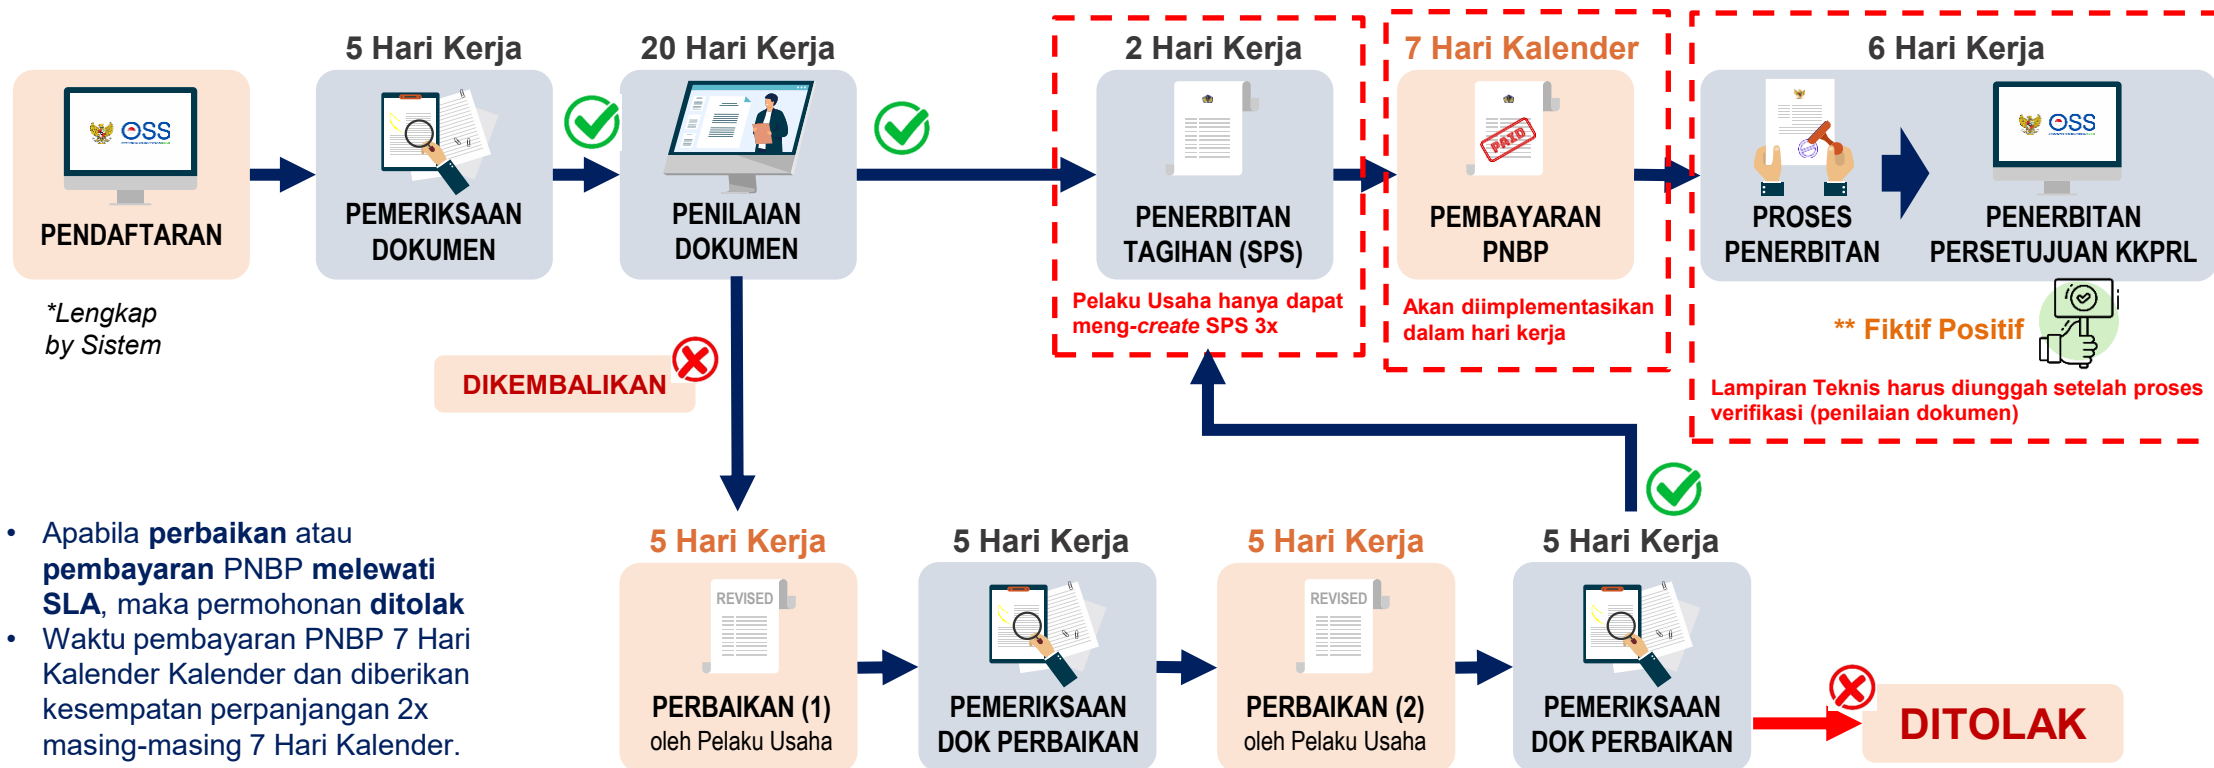 5 Hari Kerja
20 Hari Kerja
2 Hari Kerja
7 Hari Kalender
6 Hari Kerja
OSS
PENDAFTARAN
*Lengkap
by Sistem
PEMERIKSAAN
DOKUMEN
PENILAIAN
DOKUMEN
PENERBITAN
TAGIHAN (SPS)
Pelaku Usaha hanya dapat
meng-create SPS 3x
PAID
PEMBAYARAN
PNBP
Akan diimplementasikan
dalam hari kerja
PROSES
PENERBITAN
OSS
PENERBITAN
PERSETUJUAN KKPRL
** Fiktif Positif
Lampiran Teknis harus diunggah setelah proses
verifikasi (penilaian dokumen)
DIKEMBALIKAN
• Apabila perbaikan atau
pembayaran PNBP melewati
SLA, maka permohonan ditolak
• Waktu pembayaran PNBP 7 Hari
Kalender Kalender dan diberikan
kesempatan perpanjangan 2x
masing-masing 7 Hari Kalender.
5 Hari Kerja
5 Hari Kerja
5 Hari Kerja
5 Hari Kerja
REVISED
PERBAIKAN (1)
oleh Pelaku Usaha
PEMERIKSAAN
DOK PERBAIKAN
REVISED
PERBAIKAN (2)
oleh Pelaku Usaha
PEMERIKSAAN
DOK PERBAIKAN
DITOLAK